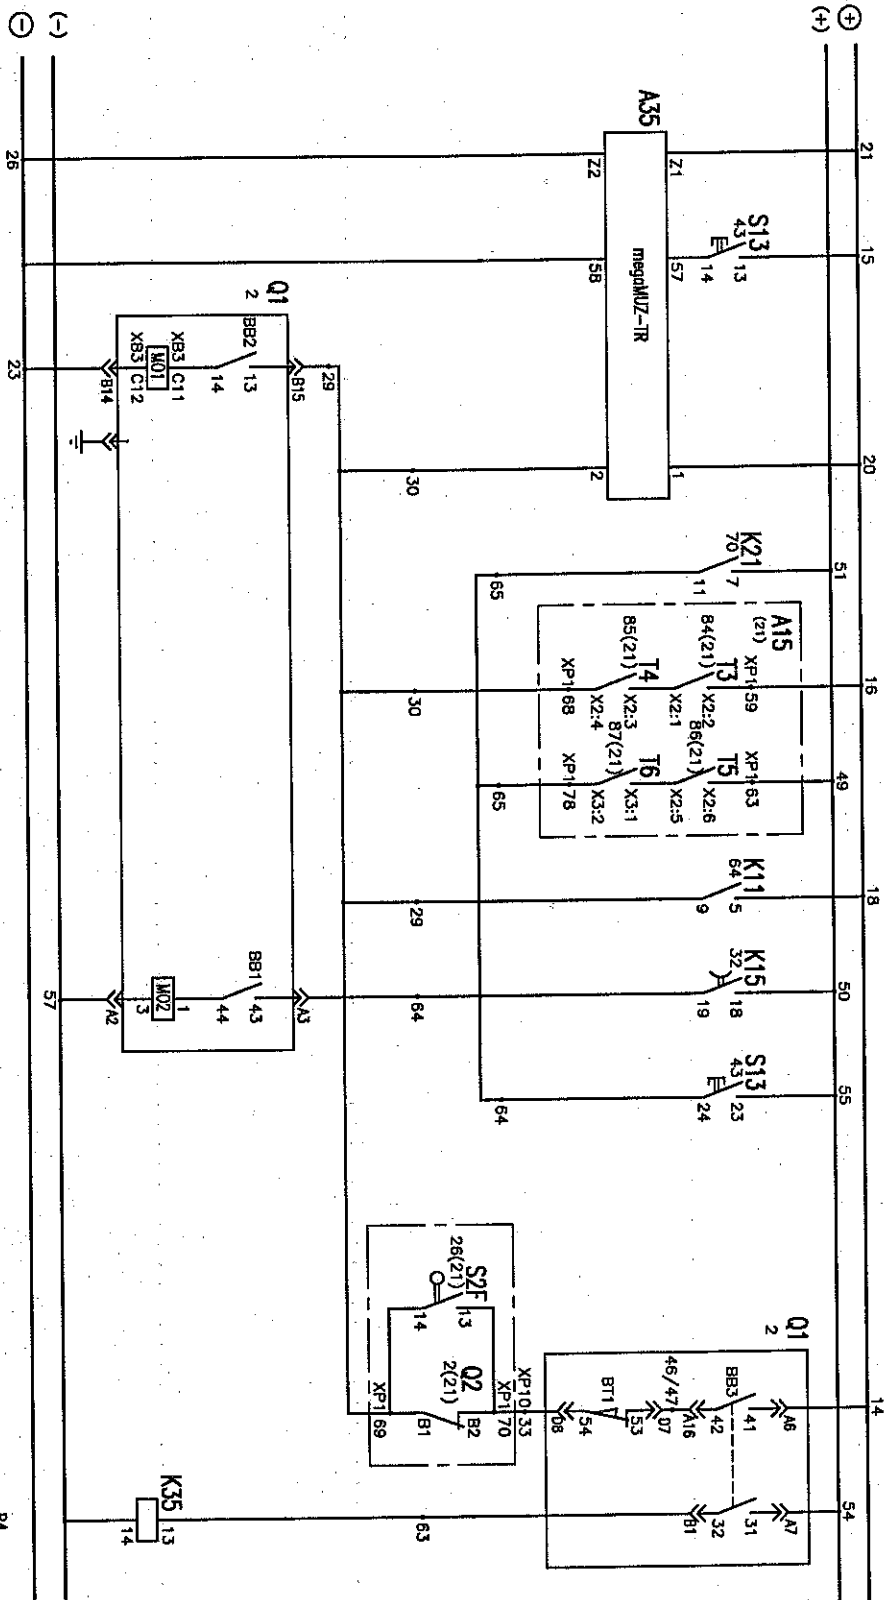 ⊕
(+)
21
15
20
51
16
49
18
50
55
14
54
A35
Z1
Z2
megaMUZ-TR
57
58
1
2
S13
43
13
14
K21
70
7
11
65
A15
(21)
XP1 59
T3
84(21)
X2:2
X2:1
T4
85(21)
X2:3
X2:4
XP1 68
XP1 63
T5
86(21)
X2:6
X2:5
T6
87(21)
X3:1
X3:2
XP1 78
65
K11
64
5
9
K15
32
18
19
S13
43
23
24
30
30
29
64
64
Q1
2
B15
29
BB2
13
14
XB3 C11
M01
XB3 C12
B14
A3
BB1
43
44
1
M02
3
A2
Q1
2
A6
BB3
41
42
A16
46/47
D7
53
BT1
54
D8
A7
31
32
B1
XP10 33
XP1 70
S2F
26(21)
13
14
Q2
2(21)
B2
B1
XP1 69
63
K35
13
14
(-)
⊖
26
23
57